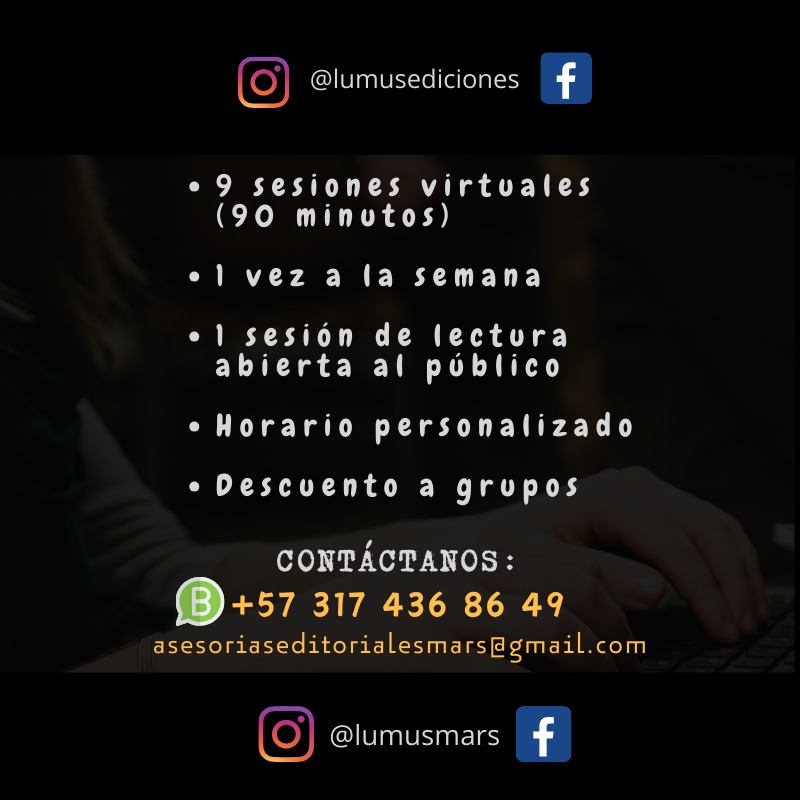 @lumusediciones
• 9 sesiones virtuales
(90 minutos)
• 1 vez a la semana
• 1 sesión de lectura
abierta al público
• Horario personalizado
• Descuento a grupos
CONTÁCTANOS:
+57 317 436 86 49
asesoriaseditorialesmars@gmail.com
@lumusmars